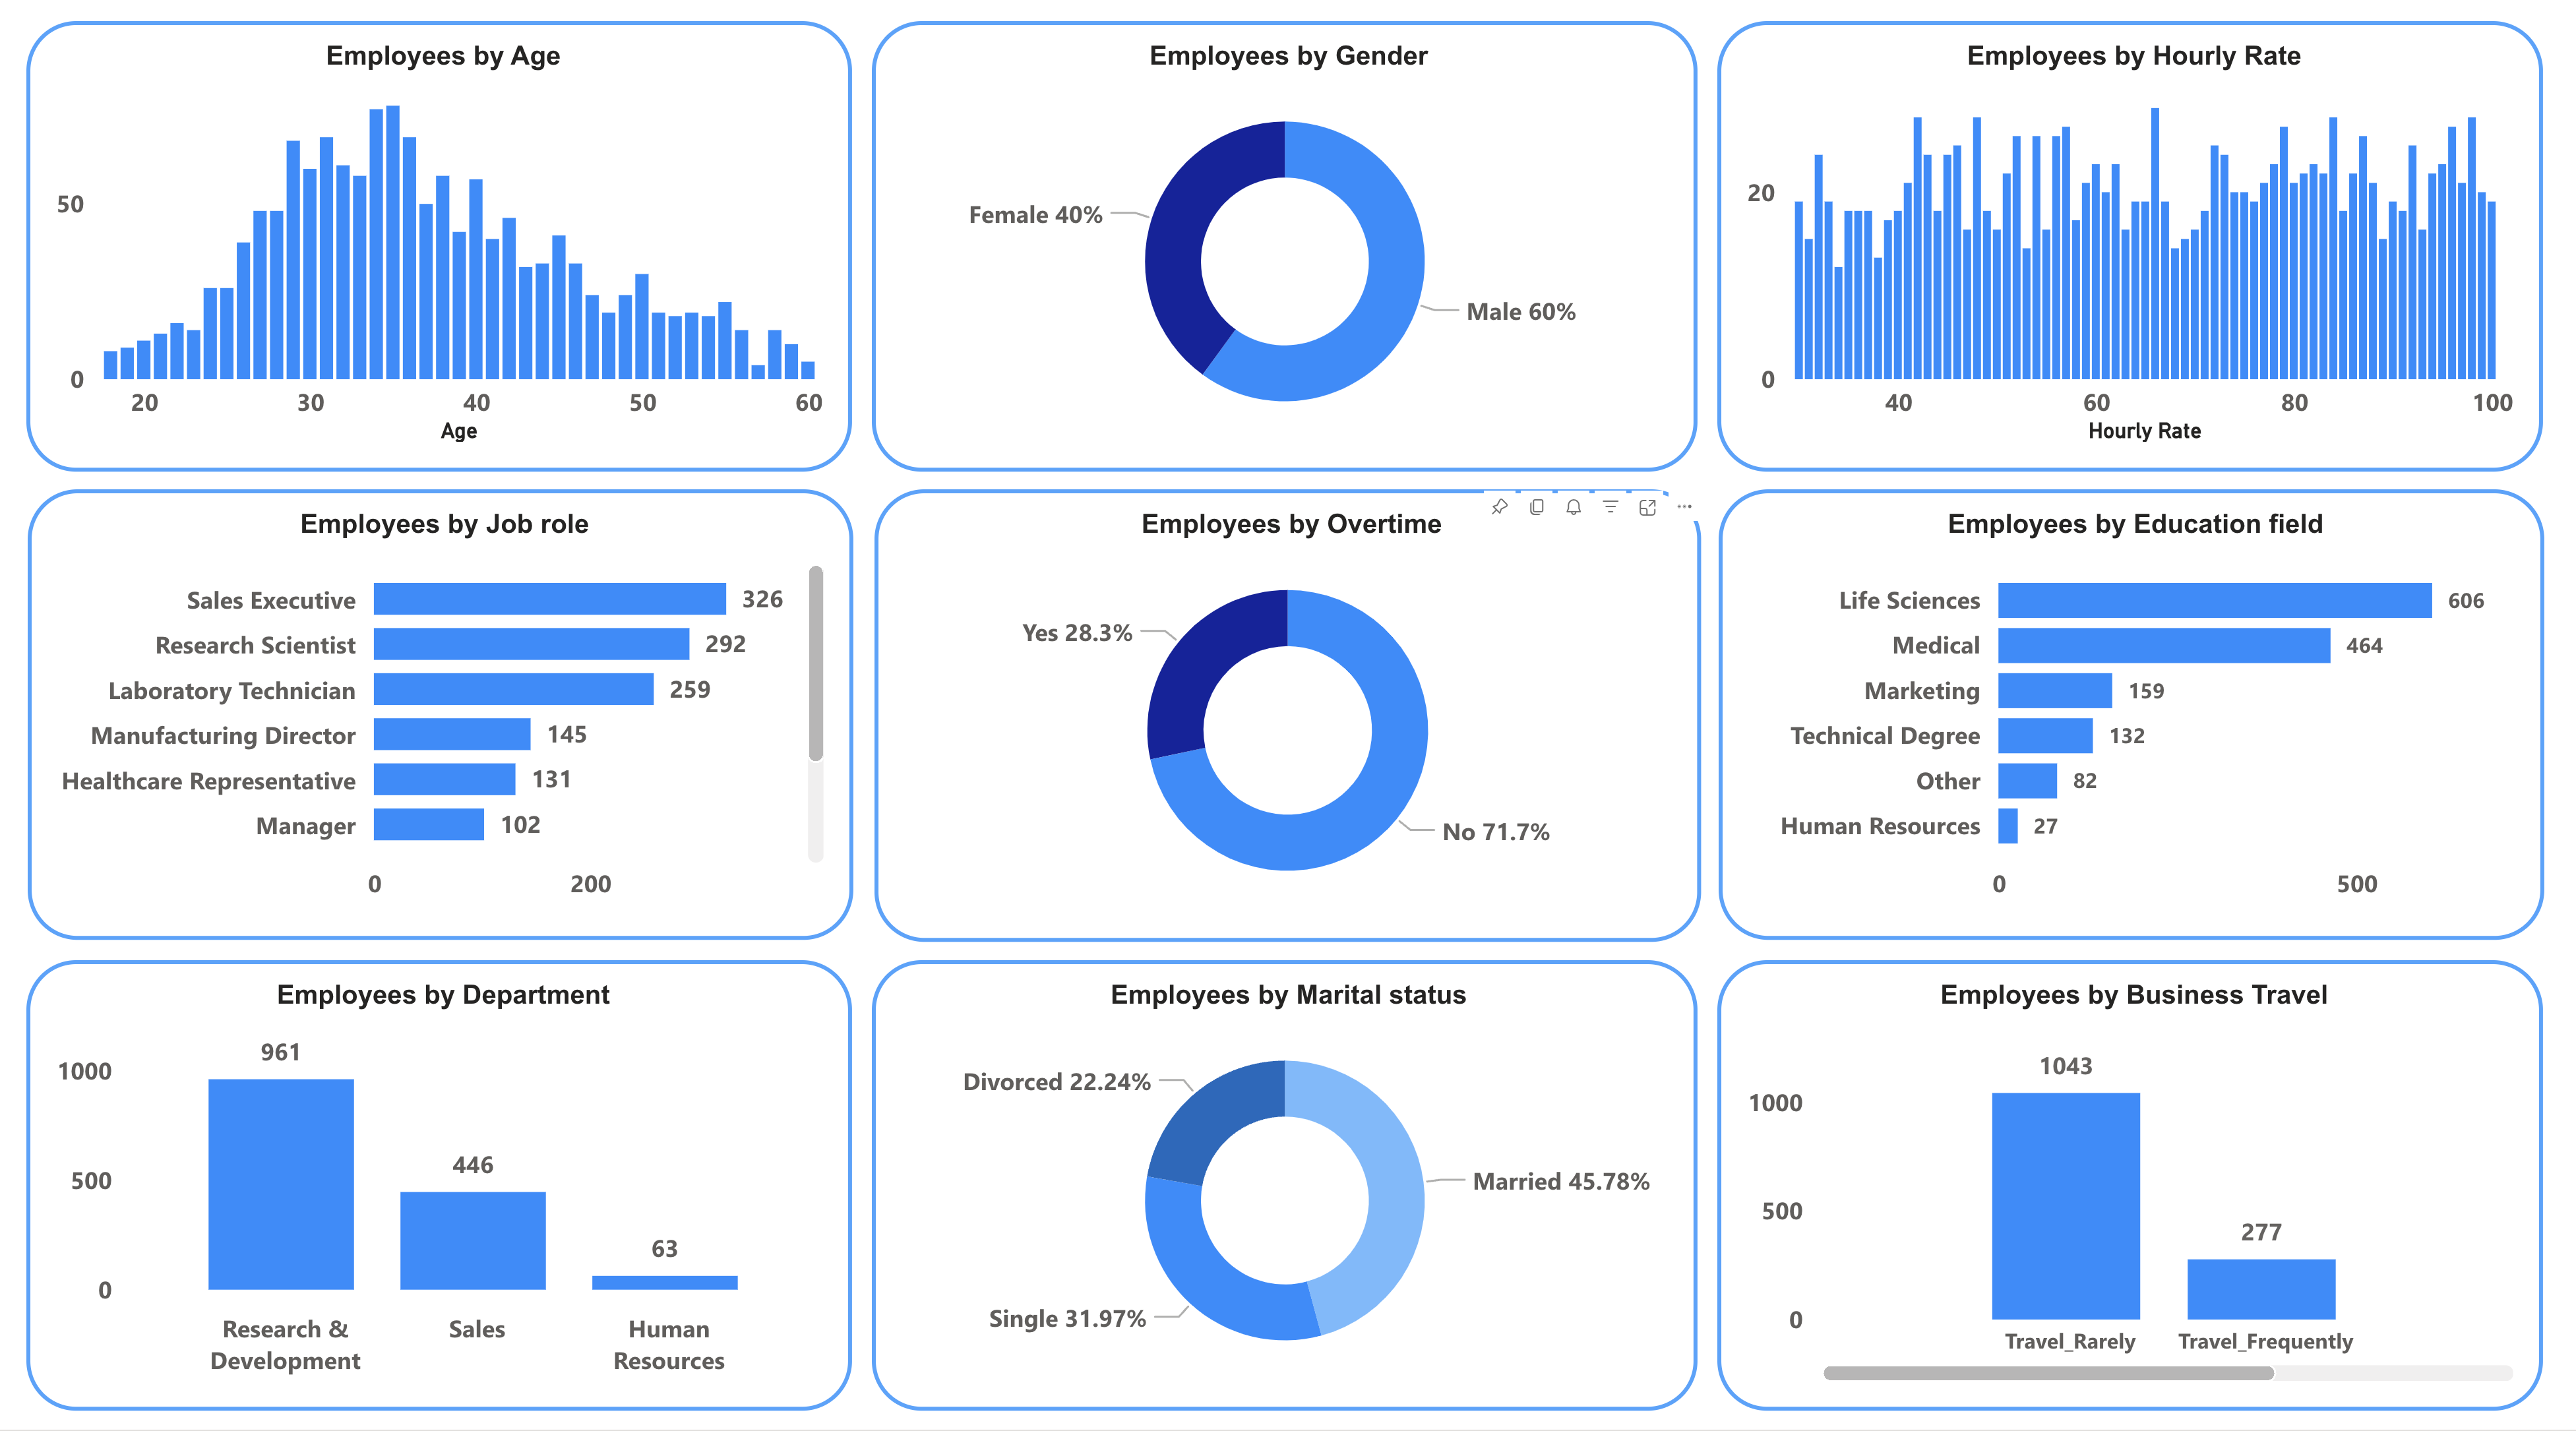 Employees by Age
50
0
20 30 40 50 60
Age
Employees by Gender
Female 40%
Male 60%
Employees by Hourly Rate
20
0
40 60 80 100
Hourly Rate
Employees by Job role
Sales Executive 326
Research Scientist 292
Laboratory Technician 259
Manufacturing Director 145
Healthcare Representative 131
Manager 102
0 200
Employees by Overtime
Yes 28.3%
No 71.7%
Employees by Education field
Life Sciences 606
Medical 464
Marketing 159
Technical Degree 132
Other 82
Human Resources 27
0 500
Employees by Department
961
1000
446
500
63
0
Research & Sales Human
Development Resources
Employees by Marital status
Divorced 22.24%
Married 45.78%
Single 31.97%
Employees by Business Travel
1043
1000
500
277
0
Travel_Rarely Travel_Frequently